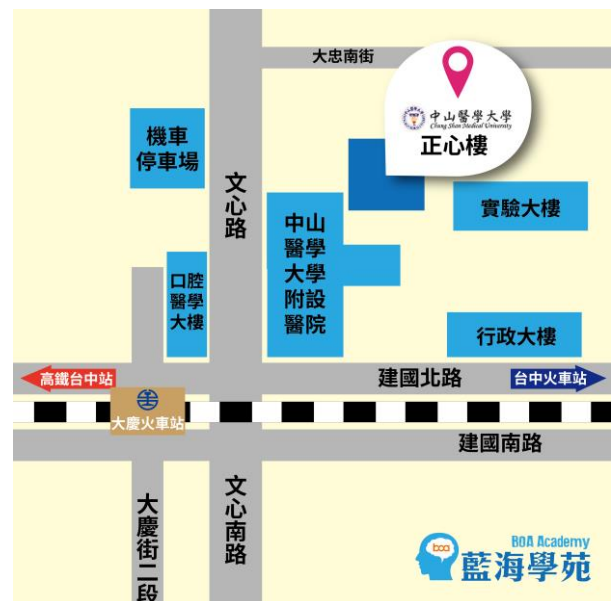 大忠南街
中山醫學大學
Chung Shan Medical University
正心樓
機車
停車場
文心路
中山
醫學
大學
附設
醫院
實驗大樓
口腔
醫學
大樓
行政大樓
高鐵台中站
建國北路
台中火車站
大慶火車站
建國南路
大慶街二段
文心南路
boa
BOA Academy
藍海學苑